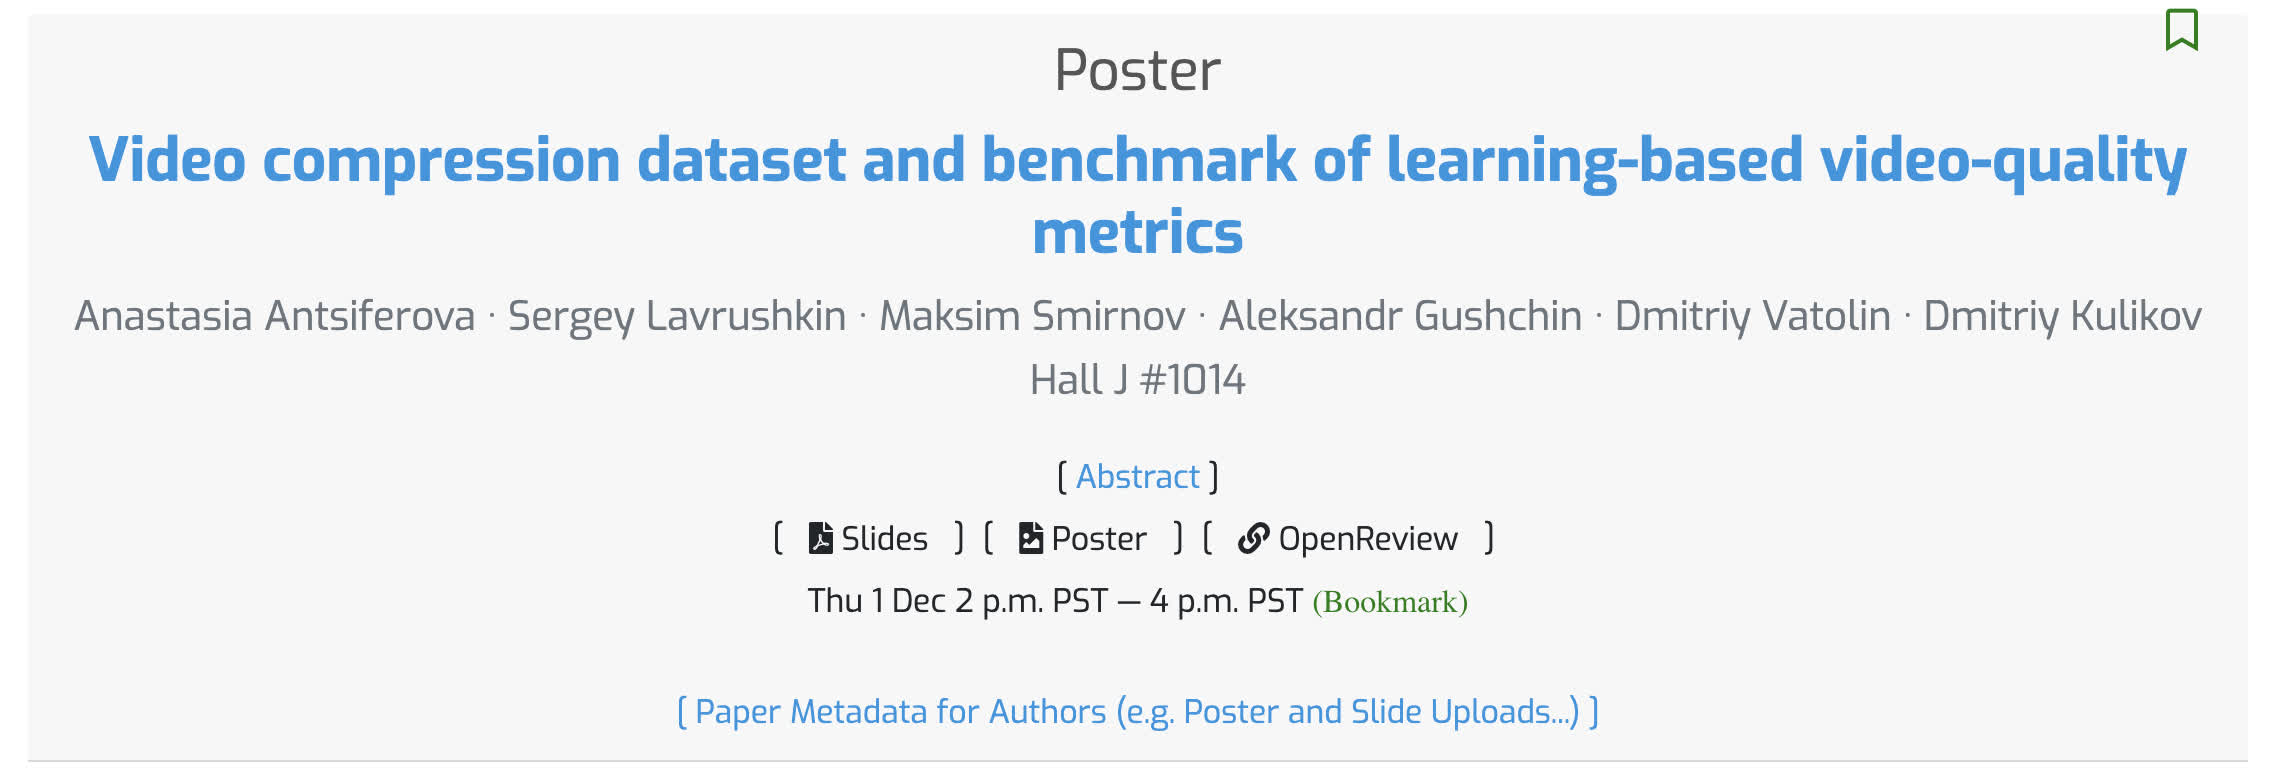 Poster
Video compression dataset and benchmark of learning-based video-quality
metrics
Anastasia Antsiferova · Sergey Lavrushkin · Maksim Smirnov · Aleksandr Gushchin · Dmitriy Vatolin · Dmitriy Kulikov
Hall J #1014
[ Abstract ]
[ Slides ] [ Poster ] [ OpenReview ]
Thu 1 Dec 2 p.m. PST — 4 p.m. PST (Bookmark)
[ Paper Metadata for Authors (e.g. Poster and Slide Uploads...) ]